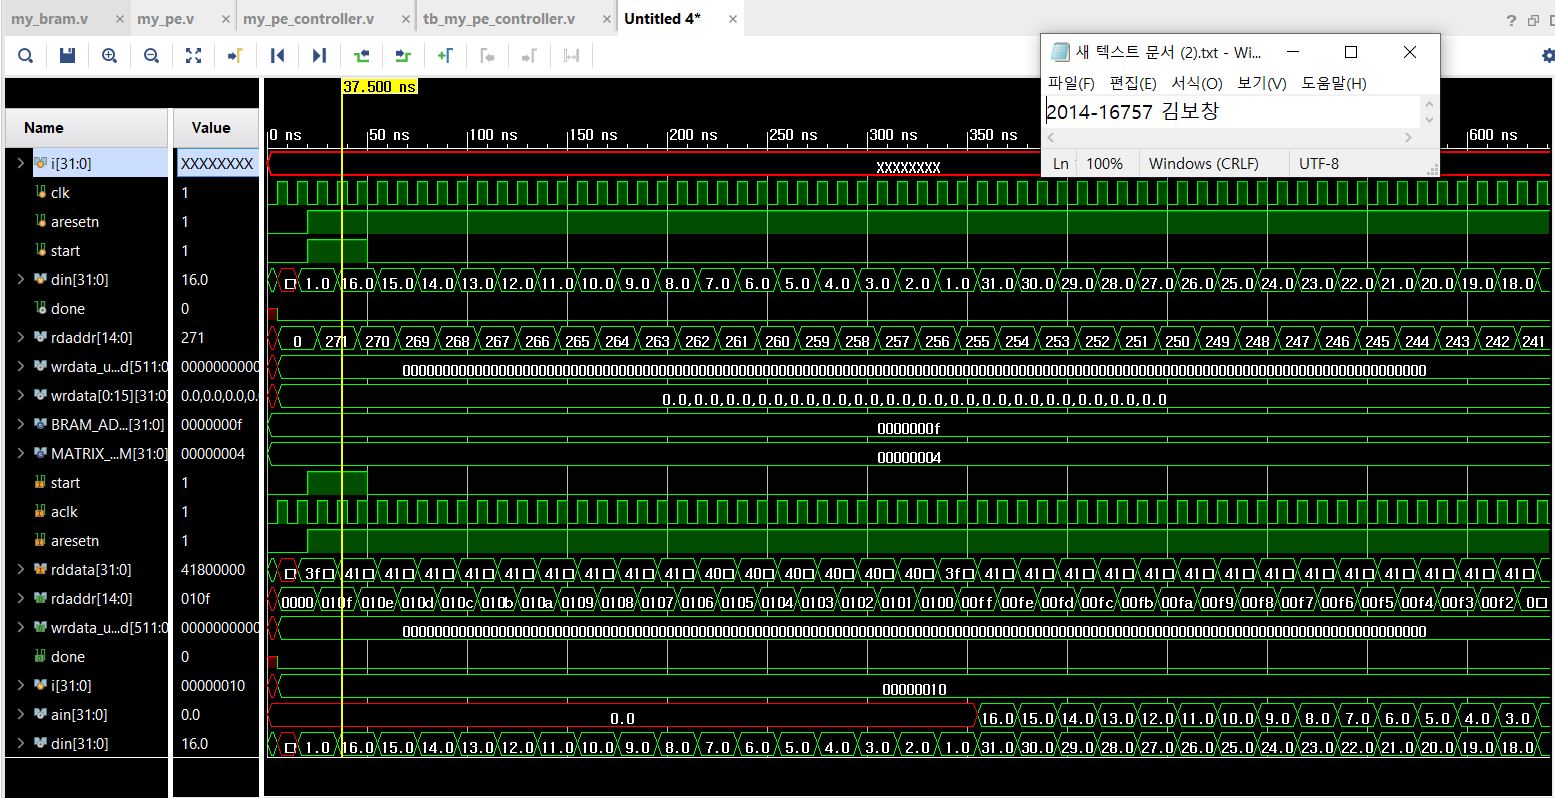 my_bram.v × my_pe.v × my_pe_controller.v × tb_my_pe_controller.v × Untitled 4* ×
새 텍스트 문서 (2).txt - Wi...
파일(F) 편집(E) 서식(O) 보기(V) 도움말(H)
2014-16757 김보창
Ln 100% Windows (CRLF) UTF-8
37.500 ns
Name Value
0 ns 50 ns 100 ns 150 ns 200 ns 250 ns 300 ns 350 ns 600 ns
i[31:0] XXXXXXXX XXXXXXXX
clk 1
aresetn 1
start 1
din[31:0] 16.0 1.0 16.0 15.0 14.0 13.0 12.0 11.0 10.0 9.0 8.0 7.0 6.0 5.0 4.0 3.0 2.0 1.0 31.0 30.0 29.0 28.0 27.0 26.0 25.0 24.0 23.0 22.0 21.0 20.0 19.0 18.0
done 0
rdaddr[14:0] 271 0 271 270 269 268 267 266 265 264 263 262 261 260 259 258 257 256 255 254 253 252 251 250 249 248 247 246 245 244 243 242 241
wrdata_u...d[511:0 0000000000
wrdata[0:15][31:0] 0.0,0.0,0.0,0. 0.0,0.0,0.0,0.0,0.0,0.0,0.0,0.0,0.0,0.0,0.0,0.0,0.0,0.0,0.0,0.0
BRAM_AD...[31:0] 0000000f 0000000f
MATRIX_...M[31:0] 00000004 00000004
start 1
aclk 1
aresetn 1
rddata[31:0] 41800000 3f 41 41 41 41 41 41 41 41 41 40 40 40 40 40 40 3f 41 41 41 41 41 41 41 41 41 41 41 41 41 41
rdaddr[14:0] 010f 0000 010f 010e 010d 010c 010b 010a 0109 0108 0107 0106 0105 0104 0103 0102 0101 0100 00ff 00fe 00fd 00fc 00fb 00fa 00f9 00f8 00f7 00f6 00f5 00f4 00f3 00f2 0
wrdata_u...d[511:0 0000000000
done 0
i[31:0] 00000010 00000010
ain[31:0] 0.0 0.0 16.0 15.0 14.0 13.0 12.0 11.0 10.0 9.0 8.0 7.0 6.0 5.0 4.0 3.0
din[31:0] 16.0 1.0 16.0 15.0 14.0 13.0 12.0 11.0 10.0 9.0 8.0 7.0 6.0 5.0 4.0 3.0 2.0 1.0 31.0 30.0 29.0 28.0 27.0 26.0 25.0 24.0 23.0 22.0 21.0 20.0 19.0 18.0